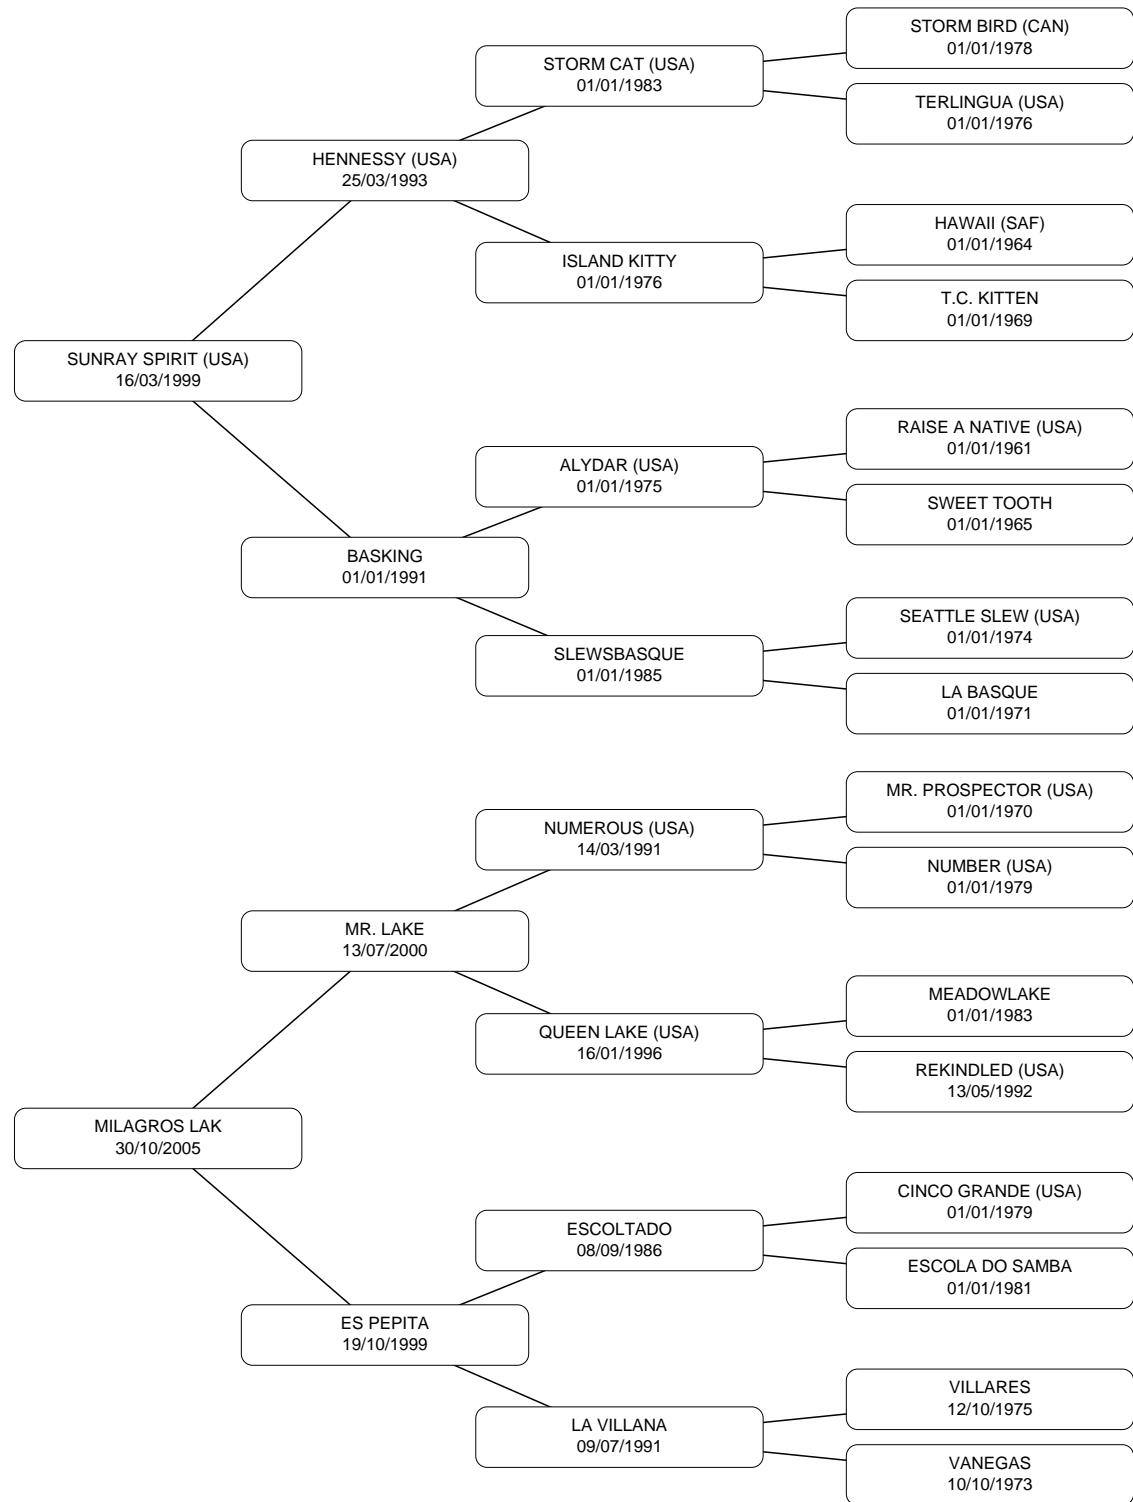 STORM BIRD (CAN)
01/01/1978
STORM CAT (USA)
01/01/1983
TERLINGUA (USA)
01/01/1976
HENNESSY (USA)
25/03/1993
HAWAII (SAF)
01/01/1964
ISLAND KITTY
01/01/1976
T.C. KITTEN
01/01/1969
SUNRAY SPIRIT (USA)
16/03/1999
RAISE A NATIVE (USA)
01/01/1961
ALYDAR (USA)
01/01/1975
SWEET TOOTH
01/01/1965
BASKING
01/01/1991
SEATTLE SLEW (USA)
01/01/1974
SLEWSBASQUE
01/01/1985
LA BASQUE
01/01/1971
MR. PROSPECTOR (USA)
01/01/1970
NUMEROUS (USA)
14/03/1991
NUMBER (USA)
01/01/1979
MR. LAKE
13/07/2000
MEADOWLAKE
01/01/1983
QUEEN LAKE (USA)
16/01/1996
REKINDLED (USA)
13/05/1992
MILAGROS LAK
30/10/2005
CINCO GRANDE (USA)
01/01/1979
ESCOLTADO
08/09/1986
ESCOLA DO SAMBA
01/01/1981
ES PEPITA
19/10/1999
VILLARES
12/10/1975
LA VILLANA
09/07/1991
VANEGAS
10/10/1973